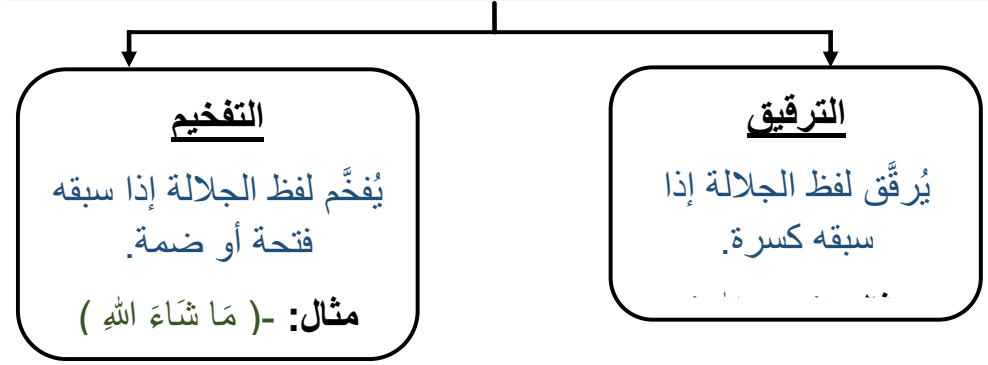 الترقيق
يُرقَّق لفظ الجلالة إذا
سبقه كسرة.
التفخيم
يُفخَّم لفظ الجلالة إذا سبقه
فتحة أو ضمة.
مثال: -( مَا شَاءَ اللهِ )